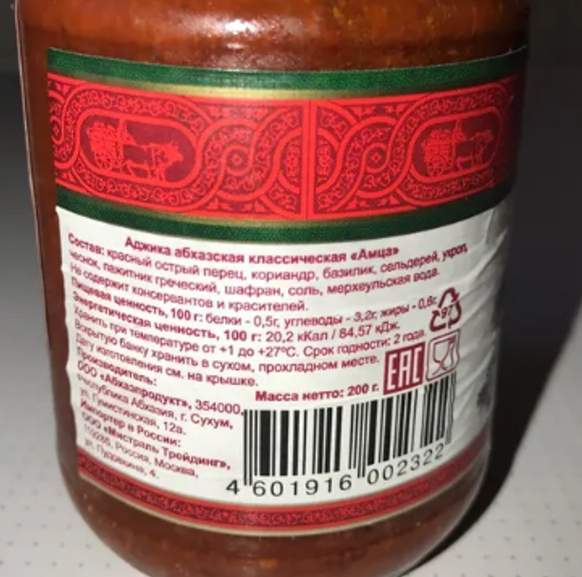 Аджика абхазская классическая «Амца»
Состав: красный острый перец, кориандр, базилик, сельдерей, укроп,
чеснок, пажитник греческий, шафран, соль, мерхеульская вода.
Не содержит консервантов и красителей.
Пищевая ценность, 100 г: белки - 0,5г, углеводы - 3,2г, жиры - 0,6г.
Энергетическая ценность, 100 г: 20,2 кКал / 84,57 кДж.
Хранить при температуре от +1 до +27°С. Срок годности: 2 года.
Вскрытую банку хранить в сухом, прохладном месте.
Дату изготовления см. на крышке.
Масса нетто: 200 г.
EAC
Производитель:
ООО «Абхазпродукт», 354000,
Республика Абхазия, г. Сухум,
ул. Гумистинская, 12а.
Импортер в России:
ООО «Мистраль Трейдинг»,
Россия, Москва,
ул. Пудовкина, 4.
4 601916 002322